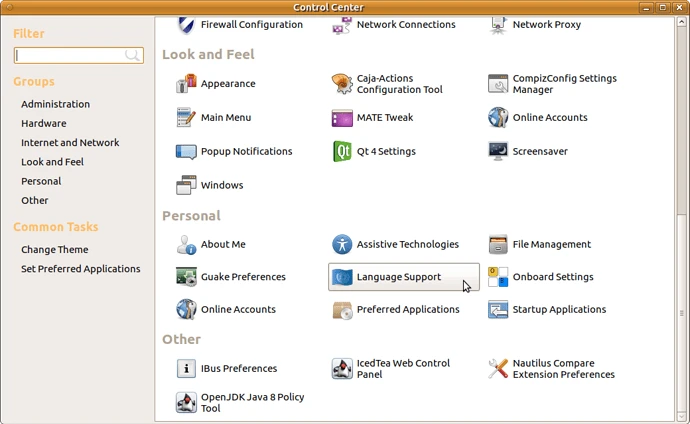 Control Center
Filter
Groups
Administration
Hardware
Internet and Network
Look and Feel
Personal
Other
Common Tasks
Change Theme
Set Preferred Applications
Firewall Configuration
Network Connections
Network Proxy
Look and Feel
Appearance
Caja-Actions
Configuration Tool
CompizConfig Settings
Manager
Main Menu
MATE Tweak
Online Accounts
Popup Notifications
Qt
Qt 4 Settings
Screensaver
Windows
Personal
About Me
Assistive Technologies
File Management
Guake Preferences
Language Support
Onboard Settings
Online Accounts
Preferred Applications
Startup Applications
Other
IBus Preferences
IcedTea Web Control
Panel
Nautilus Compare
Extension Preferences
OpenJDK Java 8 Policy
Tool